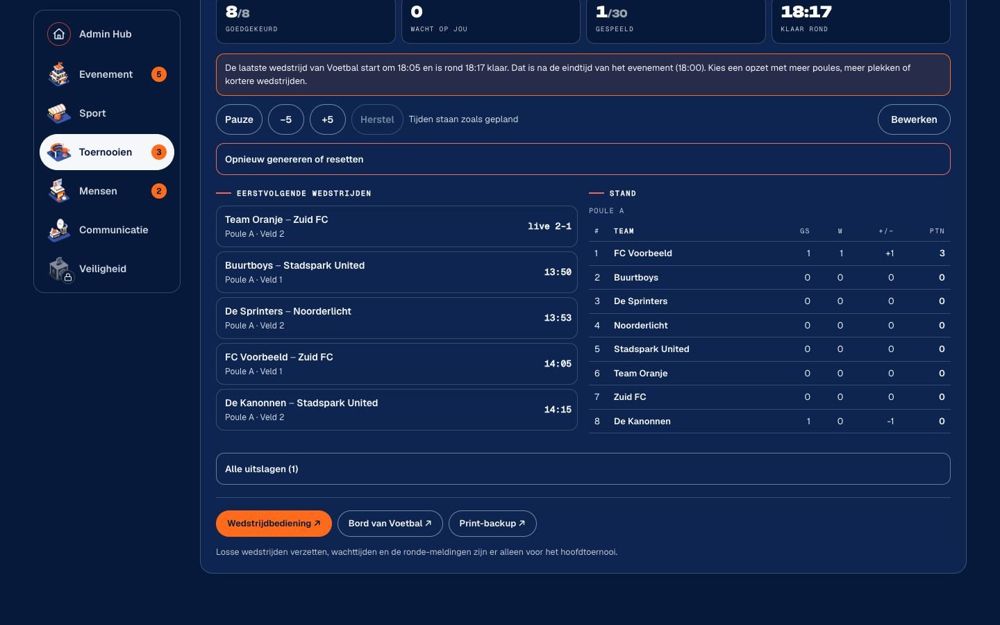 Admin Hub
Evenement 5
Sport
Toernooien 3
Mensen 2
Communicatie
Veiligheid
8/8
GOEDGEKEURD
0
WACHT OP JOU
1/30
GESPEELD
18:17
KLAAR ROND
De laatste wedstrijd van Voetbal start om 18:05 en is rond 18:17 klaar. Dat is na de eindtijd van het evenement (18:00). Kies een opzet met meer poules, meer plekken of
kortere wedstrijden.
Pauze
−5
+5
Herstel
Tijden staan zoals gepland
Bewerken
Opnieuw genereren of resetten
EERSTVOLGENDE WEDSTRIJDEN
Team Oranje – Zuid FC
Poule A · Veld 2
live 2–1
Buurtboys – Stadspark United
Poule A · Veld 1
13:50
De Sprinters – Noorderlicht
Poule A · Veld 2
13:53
FC Voorbeeld – Zuid FC
Poule A · Veld 1
14:05
De Kanonnen – Stadspark United
Poule A · Veld 2
14:15
STAND
POULE A
# TEAM GS W +/− PTN
1 FC Voorbeeld 1 1 +1 3
2 Buurtboys 0 0 0 0
3 De Sprinters 0 0 0 0
4 Noorderlicht 0 0 0 0
5 Stadspark United 0 0 0 0
6 Team Oranje 0 0 0 0
7 Zuid FC 0 0 0 0
8 De Kanonnen 1 0 -1 0
Alle uitslagen (1)
Wedstrijdbediening ↗
Bord van Voetbal ↗
Print-backup ↗
Losse wedstrijden verzetten, wachttijden en de ronde-meldingen zijn er alleen voor het hoofdtoernooi.